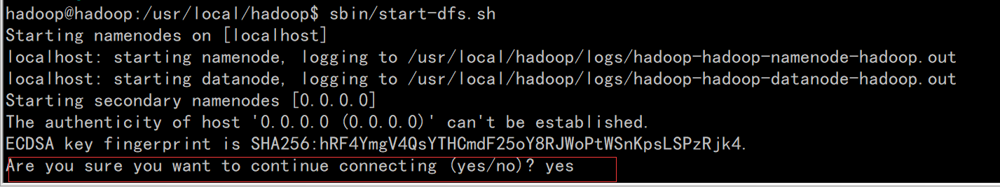 hadoop@hadoop:/usr/local/hadoop$ sbin/start-dfs.sh
Starting namenodes on [localhost]
localhost: starting namenode, logging to /usr/local/hadoop/logs/hadoop-hadoop-namenode-hadoop.out
localhost: starting datanode, logging to /usr/local/hadoop/logs/hadoop-hadoop-datanode-hadoop.out
Starting secondary namenodes [0.0.0.0]
The authenticity of host '0.0.0.0 (0.0.0.0)' can't be established.
ECDSA key fingerprint is SHA256:hRF4YmgV4QsYTHCmdF25oY8RJWoPtWSnKpsLSPzRjk4.
Are you sure you want to continue connecting (yes/no)? yes